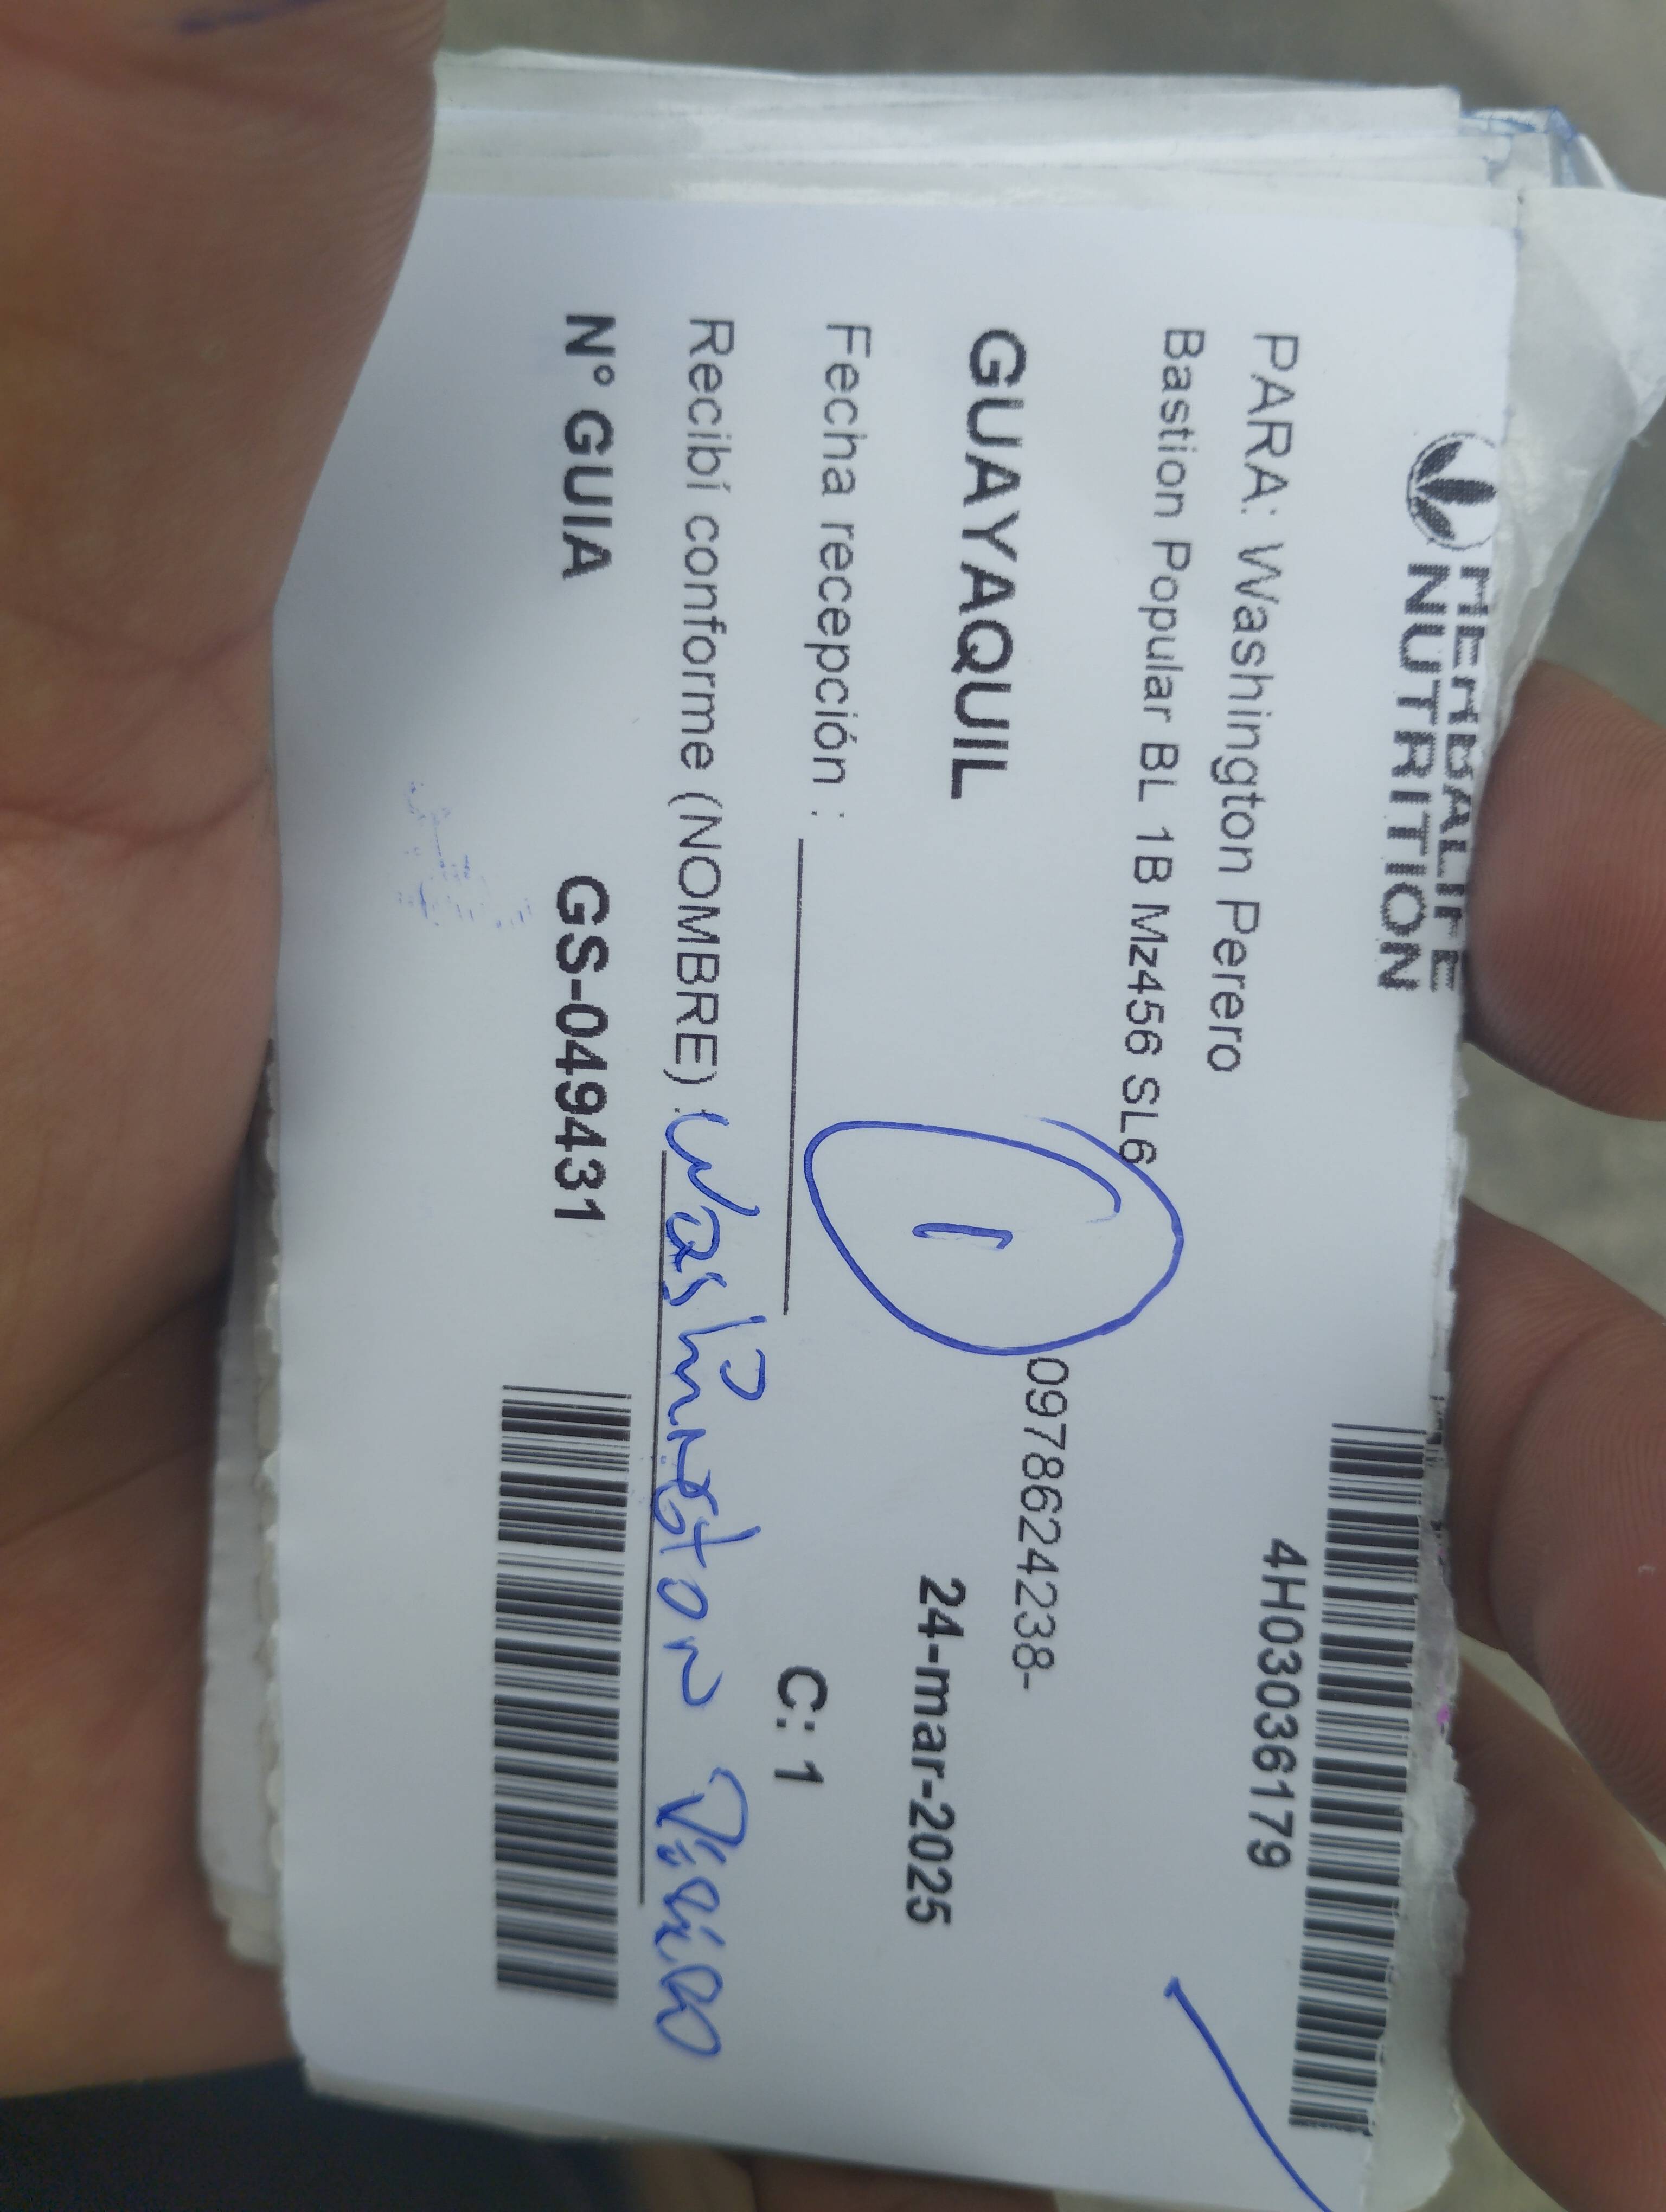 HERBALIFE
NUTRITION
4H03036179
PARA: Washington Perero
Bastion Popular BL 1B Mz456 SL6
0978624238-
GUAYAQUIL
1
24-mar-2025
Fecha recepción :
C: 1
Recibí conforme (NOMBRE) : Washington
N° GUIA GS-049431